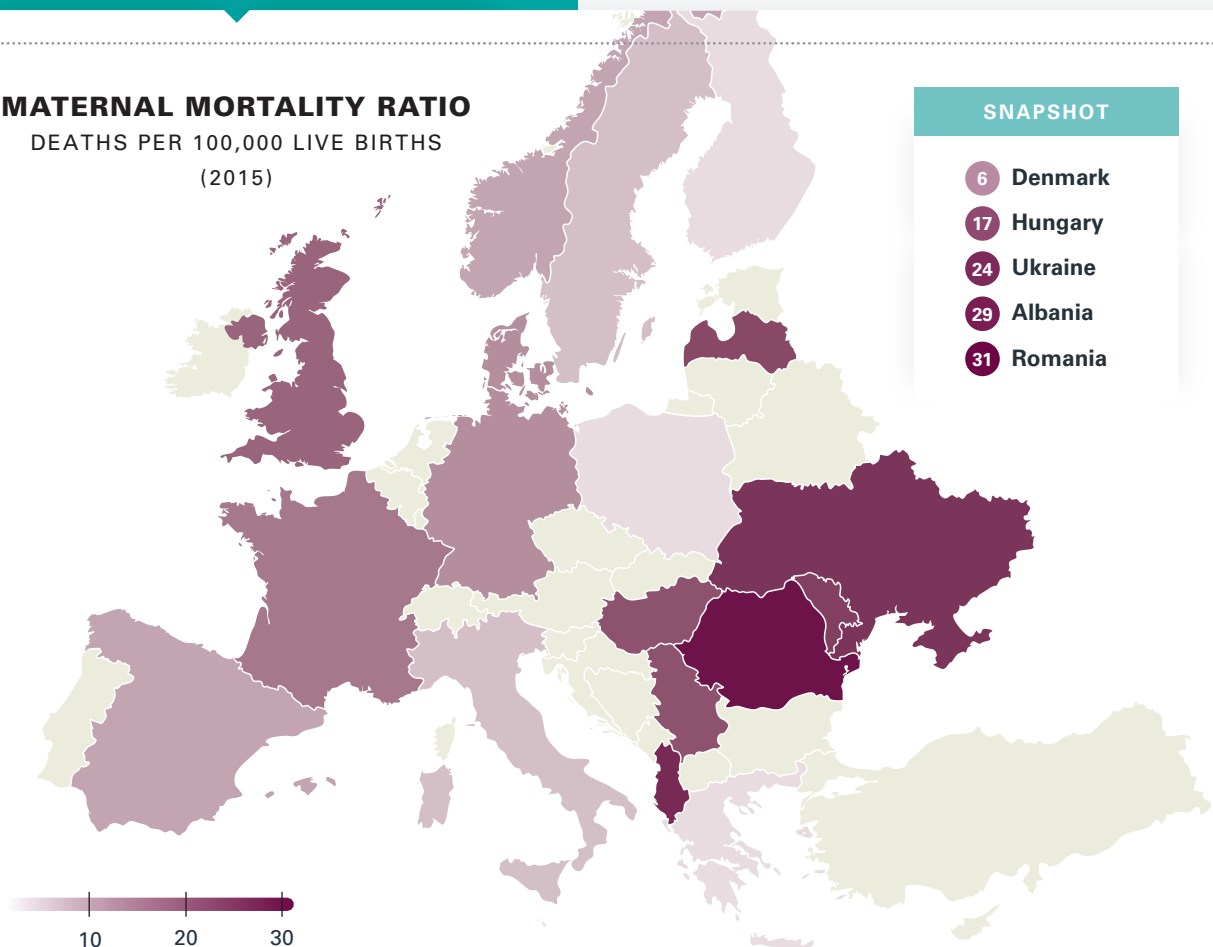 MATERNAL MORTALITY RATIO
DEATHS PER 100,000 LIVE BIRTHS
(2015)
SNAPSHOT
6 Denmark
17 Hungary
24 Ukraine
29 Albania
31 Romania
10 20 30